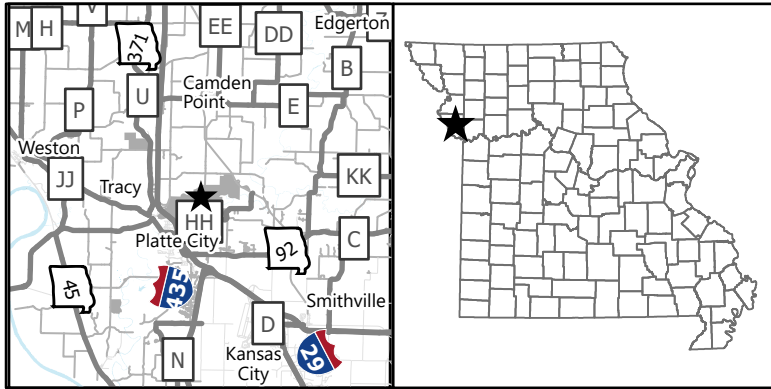 Edgerton
M
H
V
371
EE
DD
Z
B
Camden
Point
P
U
E
Weston
JJ
Tracy
KK
HH
Platte City
92
C
45
435
Smithville
D
29
N
Kansas
City